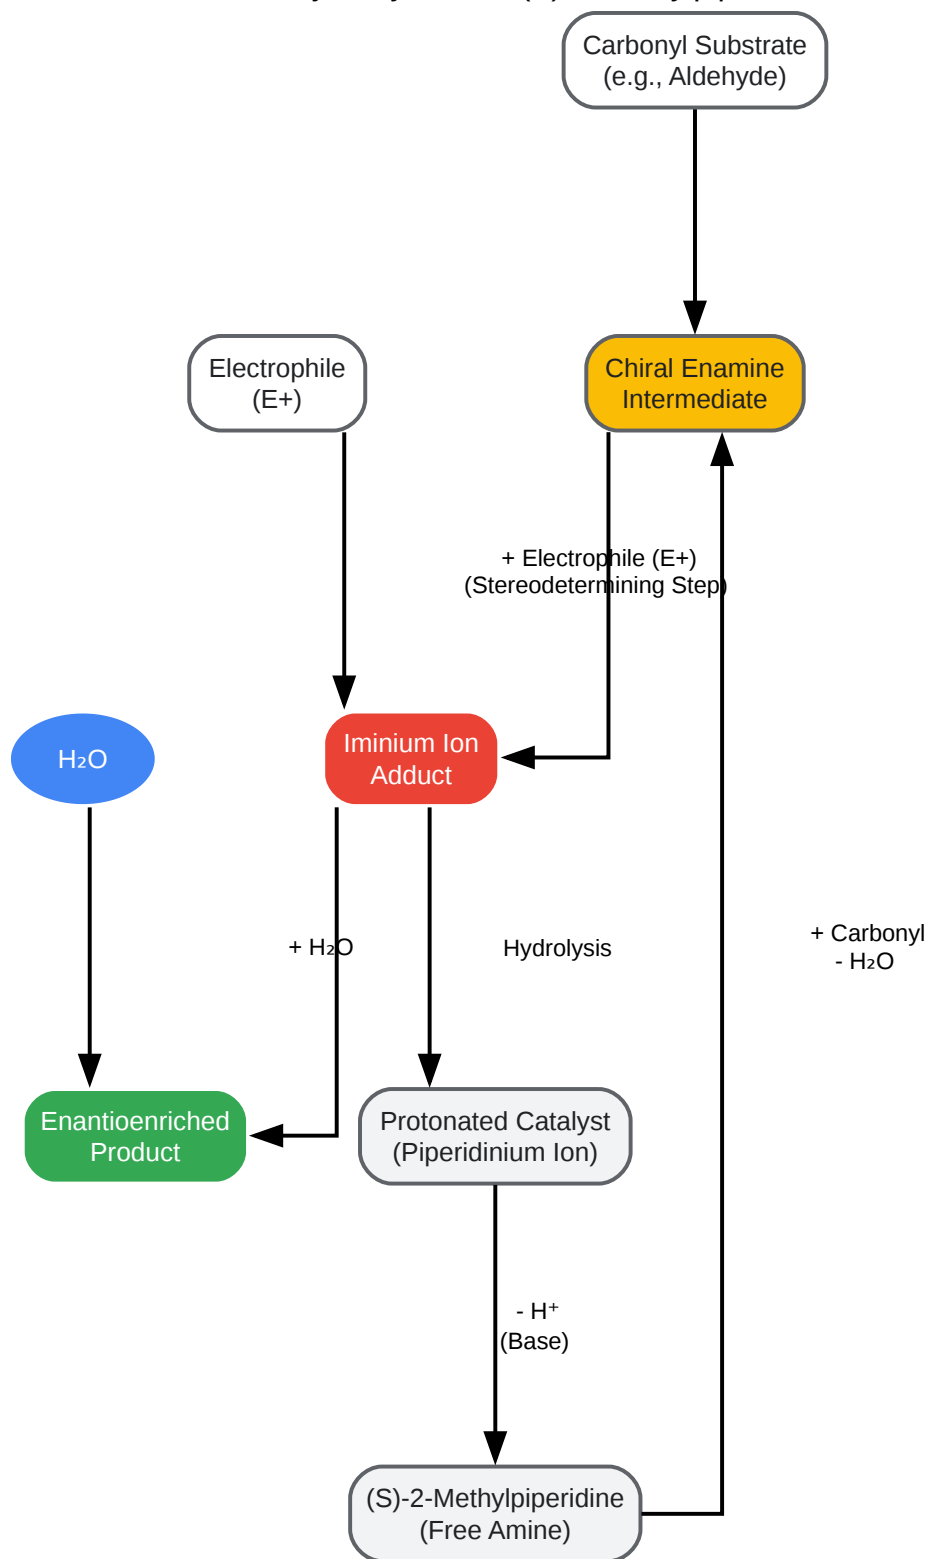 Carbonyl Substrate
(e.g., Aldehyde)
Electrophile
(E+)
Chiral Enamine
Intermediate
+ Electrophile (E+)
(Stereodetermining Step)
H₂O
Iminium Ion
Adduct
+ H₂O
Hydrolysis
+ Carbonyl
- H₂O
Enantioenriched
Product
Protonated Catalyst
(Piperidinium Ion)
- H⁺
(Base)
(S)-2-Methylpiperidine
(Free Amine)